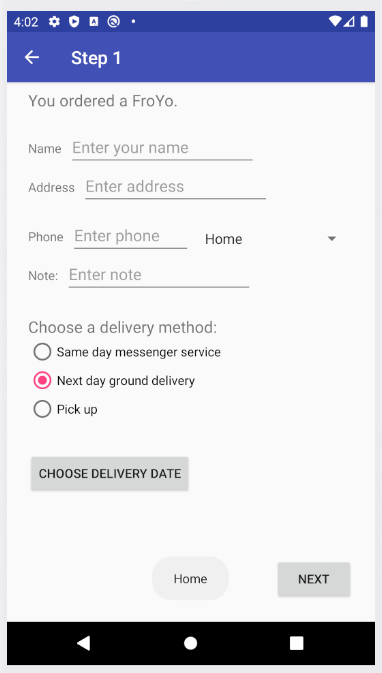 4:02
Step 1
You ordered a FroYo.
Name Enter your name
Address Enter address
Phone Enter phone Home
Note: Enter note
Choose a delivery method:
Same day messenger service
Next day ground delivery
Pick up
CHOOSE DELIVERY DATE
Home NEXT